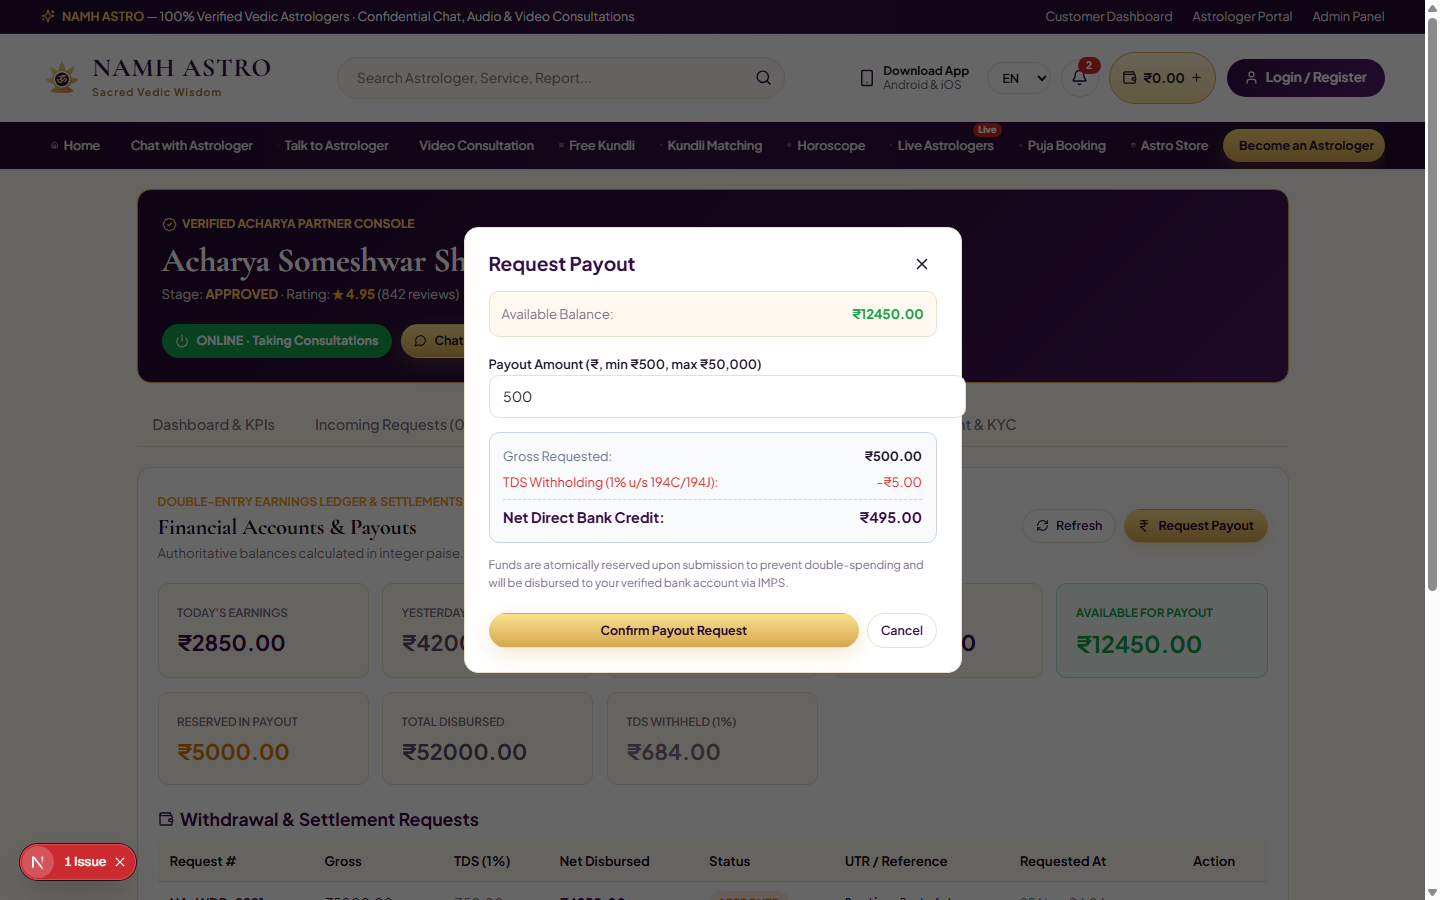 NAMH ASTRO — 100% Verified Vedic Astrologers · Confidential Chat, Audio & Video Consultations
Customer Dashboard Astrologer Portal Admin Panel
NAMH ASTRO
Sacred Vedic Wisdom
Search Astrologer, Service, Report...
Download App
Android & iOS
EN
2
₹0.00 +
Login / Register
Live
Home Chat with Astrologer Talk to Astrologer Video Consultation Free Kundli Kundli Matching Horoscope Live Astrologers Puja Booking Astro Store Become an Astrologer
VERIFIED ACHARYA PARTNER CONSOLE
Acharya Someshwar Sh
Stage: APPROVED · Rating: ★ 4.95 (842 reviews)
ONLINE · Taking Consultations
Chat
Request Payout
Available Balance: ₹12450.00
Payout Amount (₹, min ₹500, max ₹50,000)
500
Gross Requested: ₹500.00
TDS Withholding (1% u/s 194C/194J): -₹5.00
Net Direct Bank Credit: ₹495.00
Funds are atomically reserved upon submission to prevent double-spending and
will be disbursed to your verified bank account via IMPS.
Confirm Payout Request Cancel
Dashboard & KPIs Incoming Requests (0 & KYC
DOUBLE-ENTRY EARNINGS LEDGER & SETTLEMENTS
Financial Accounts & Payouts
Authoritative balances calculated in integer paise.
Refresh ₹ Request Payout
TODAY'S EARNINGS
₹2850.00
YESTERDAY
₹420
0
AVAILABLE FOR PAYOUT
₹12450.00
RESERVED IN PAYOUT
₹5000.00
TOTAL DISBURSED
₹52000.00
TDS WITHHELD (1%)
₹684.00
Withdrawal & Settlement Requests
Request # Gross TDS (1%) Net Disbursed Status UTR / Reference Requested At Action
N 1 Issue